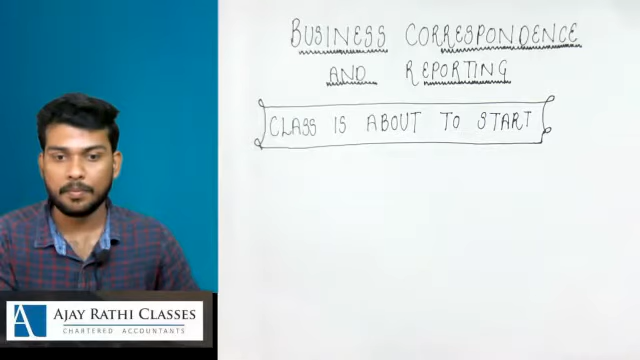 BUSINESS CORRESPONDENCE
AND REPORTING
CLASS IS ABOUT TO START
A
AJAY RATHI CLASSES
CHARTERED ACCOUNTANTS